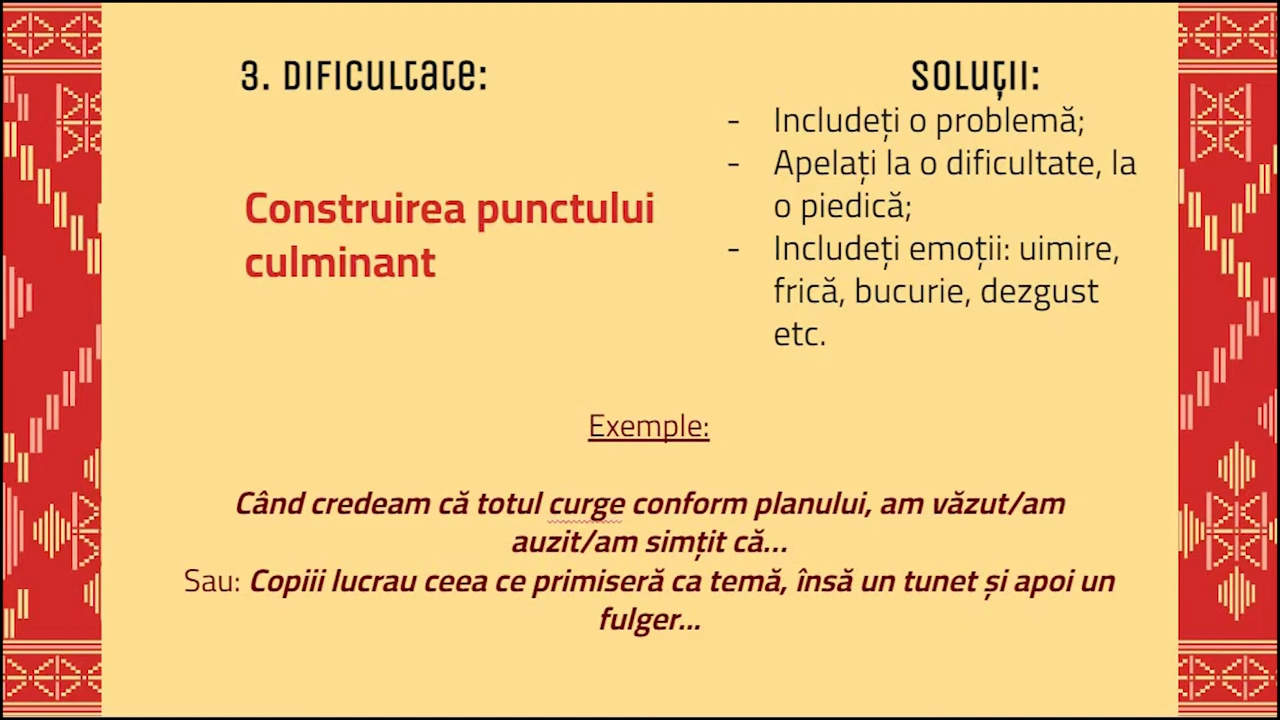 3. Dificultate:
Construirea punctului
culminant
Soluții:
- Includeți o problemă;
- Apelați la o dificultate, la
o piedică;
- Includeți emoții: uimire,
frică, bucurie, dezgust
etc.
Exemple:
Când credeam că totul curge conform planului, am văzut/am
auzit/am simțit că...
Sau: Copiii lucrau ceea ce primiseră ca temă, însă un tunet și apoi un
fulger...